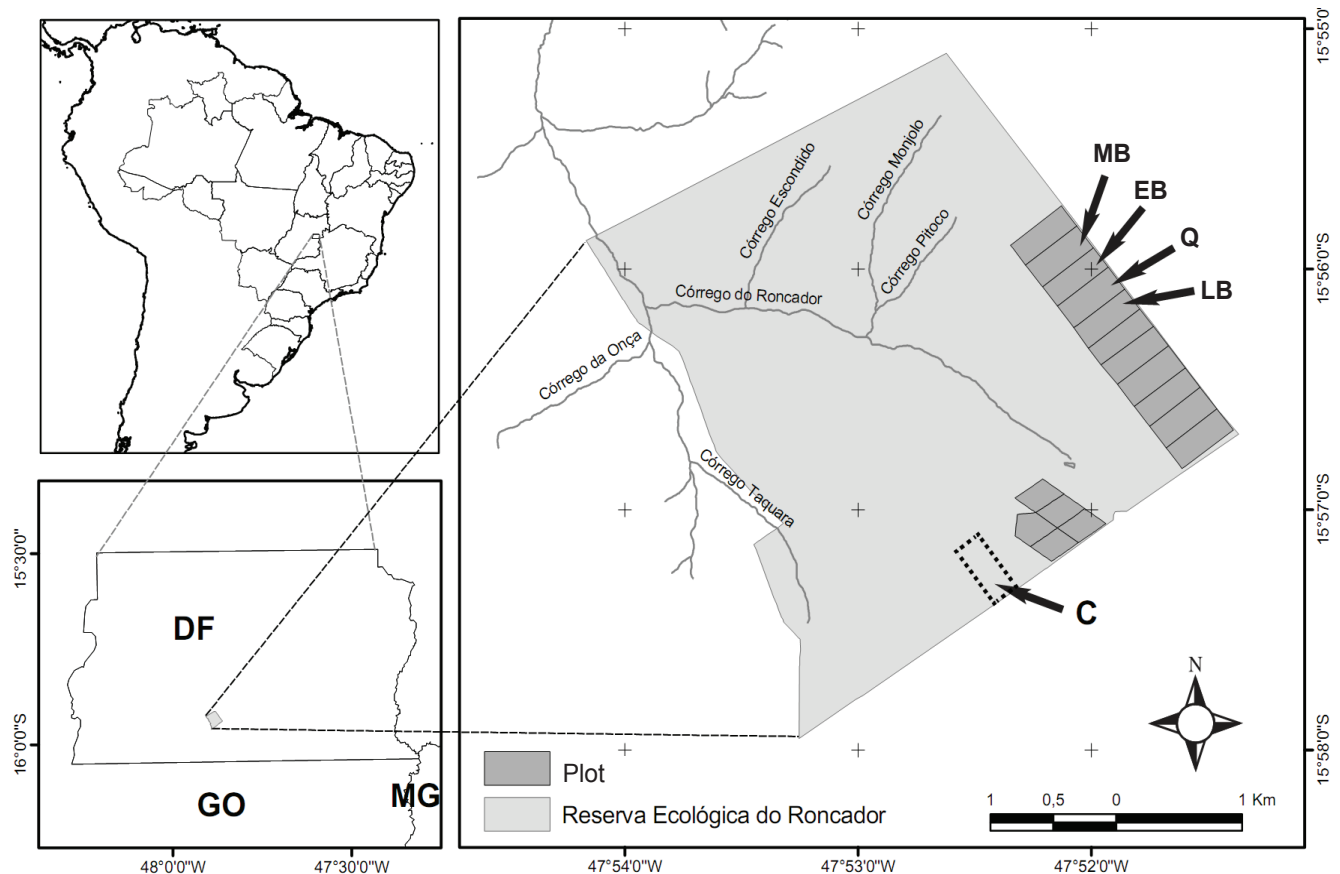 15°55'0'
MB
EB
Q
LB
Córrego Escondido
Córrego Monjolo
Córrego Pitoco
15°56'0"S
Córrego do Roncador
Córrego da Onça
Córrego Taquara
15°57'0"S
C
N
15°58'0"S
Plot
Reserva Ecológica do Roncador
1 0,5 0 1 Km
47°54'0"W 47°53'0"W 47°52'0"W
15°30'0"
DF
16°0'0"S
GO
MG
48°0'0"W 47°30'0"W